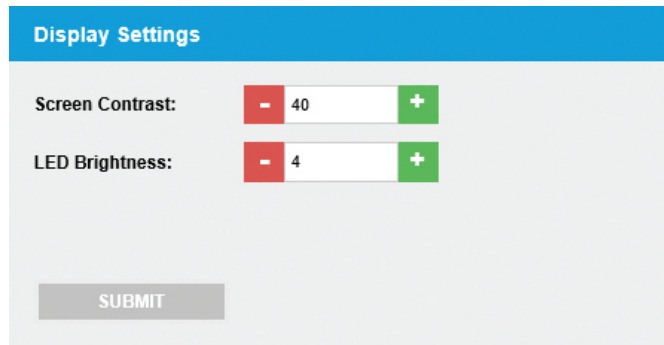 Display Settings
Screen Contrast: - 40 +
LED Brightness: - 4 +
SUBMIT